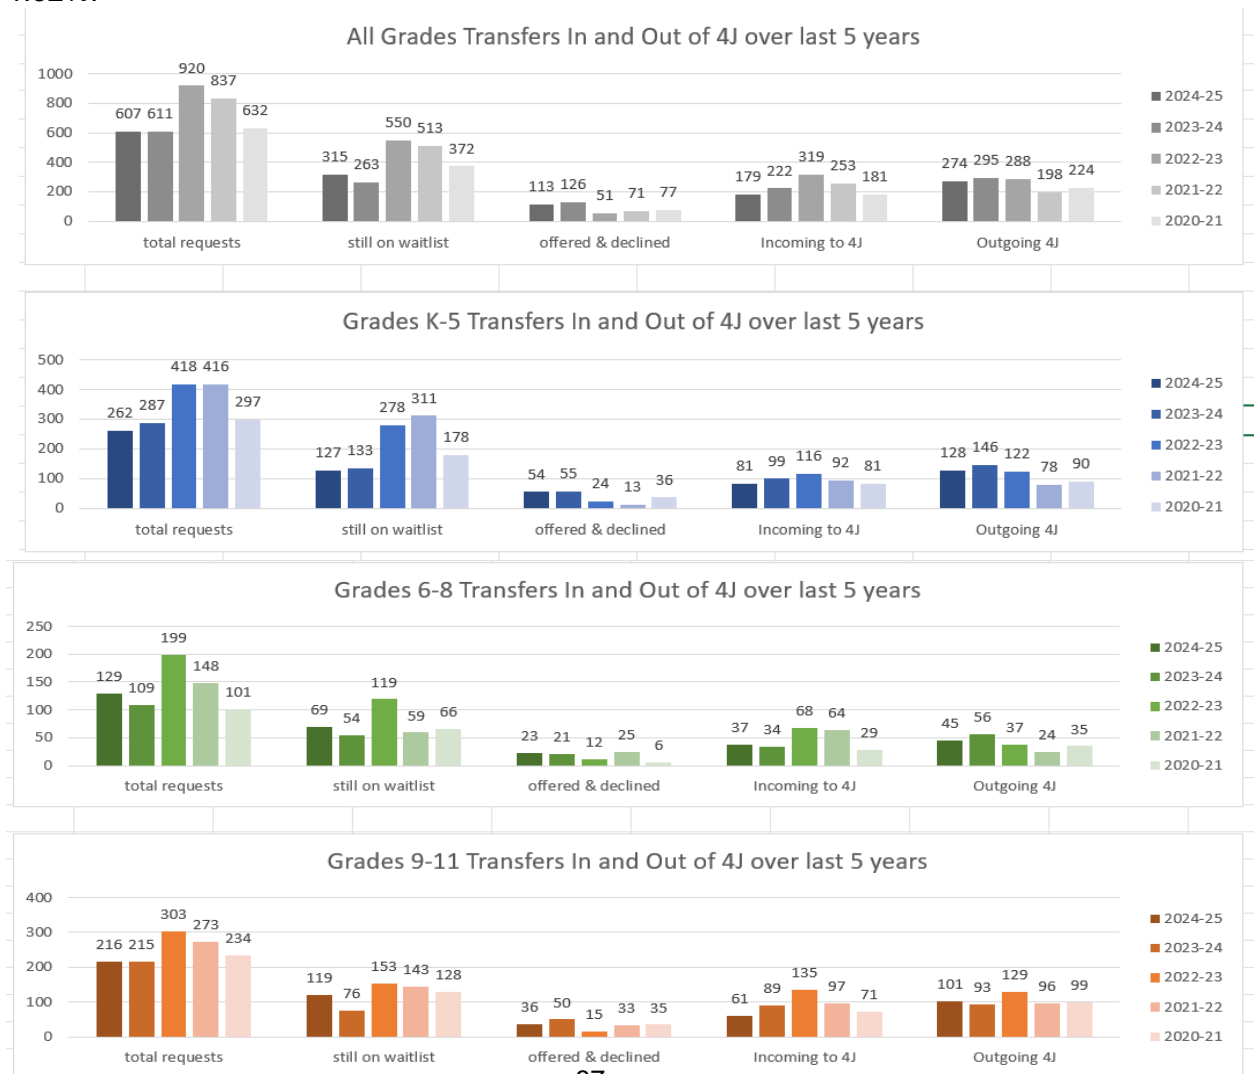 All Grades Transfers In and Out of 4J over last 5 years
1000
800
600
400
200
0
607 611 920 837 632
315 263 550 513 372
113 126 51 71 77
179 222 319 253 181
274 295 288 198 224
total requests still on waitlist offered & declined Incoming to 4J Outgoing 4J
2024-25
2023-24
2022-23
2021-22
2020-21
Grades K-5 Transfers In and Out of 4J over last 5 years
500
400
300
200
100
0
262 287 418 416 297
127 133 278 311 178
54 55 24 13 36
81 99 116 92 81
128 146 122 78 90
total requests still on waitlist offered & declined Incoming to 4J Outgoing 4J
2024-25
2023-24
2022-23
2021-22
2020-21
Grades 6-8 Transfers In and Out of 4J over last 5 years
250
200
150
100
50
0
129 109 199 148 101
69 54 119 59 66
23 21 12 25 6
37 34 68 64 29
45 56 37 24 35
total requests still on waitlist offered & declined Incoming to 4J Outgoing 4J
2024-25
2023-24
2022-23
2021-22
2020-21
Grades 9-11 Transfers In and Out of 4J over last 5 years
400
300
200
100
0
216 215 303 273 234
119 76 153 143 128
36 50 15 33 35
61 89 135 97 71
101 93 129 96 99
total requests still on waitlist offered & declined Incoming to 4J Outgoing 4J
2024-25
2023-24
2022-23
2021-22
2020-21